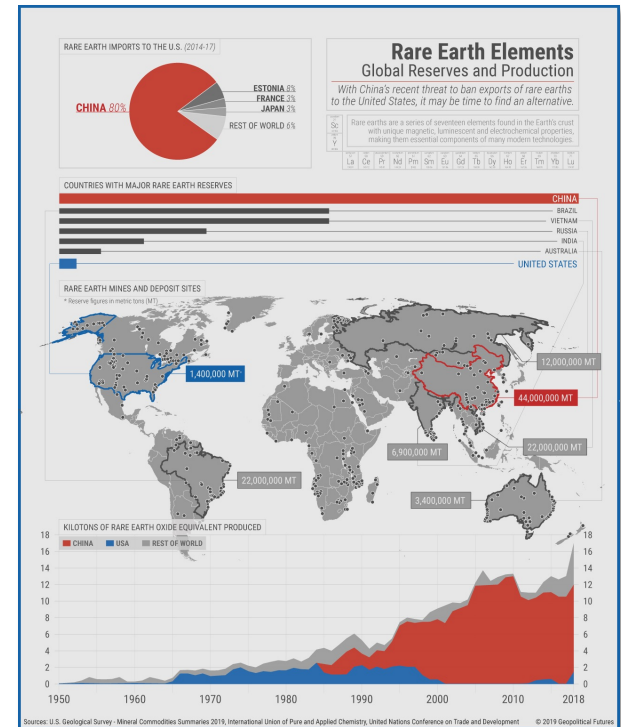 RARE EARTH IMPORTS TO THE U.S. (2014-17)
CHINA 80%
ESTONIA 8%
FRANCE 3%
JAPAN 3%
REST OF WORLD 6%
Rare Earth Elements
Global Reserves and Production
With China's recent threat to ban exports of rare earths
to the United States, it may be time to find an alternative.
Sc
Y
Rare earths are a series of seventeen elements found in the Earth's crust
with unique magnetic, luminescent and electrochemical properties,
making them essential components of many modern technologies.
La Ce Pr Nd Pm Sm Eu Gd Tb Dy Ho Er Tm Yb Lu
COUNTRIES WITH MAJOR RARE EARTH RESERVES
CHINA
BRAZIL
VIETNAM
RUSSIA
INDIA
AUSTRALIA
UNITED STATES
RARE EARTH MINES AND DEPOSIT SITES
* Reserve figures in metric tons (MT)
12,000,000 MT
1,400,000 MT*
44,000,000 MT
22,000,000 MT
6,900,000 MT
22,000,000 MT
3,400,000 MT
KILOTONS OF RARE EARTH OXIDE EQUIVALENT PRODUCED
CHINA USA REST OF WORLD
18 18
16 16
14 14
12 12
10 10
8 8
6 6
4 4
2 2
0 0
1950 1960 1970 1980 1990 2000 2010 2018
Sources: U.S. Geological Survey - Mineral Commodities Summaries 2019, International Union of Pure and Applied Chemistry, United Nations Conference on Trade and Development © 2019 Geopolitical Futures